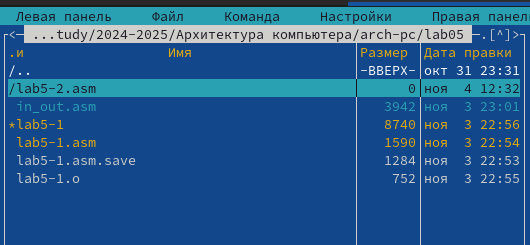 Левая панель Файл Команда Настройки Правая панел
<— ...tudy/2024-2025/Архитектура компьютера/arch-pc/lab05 —.[^]>
.и Имя Размер Дата правки
/.. -ВВЕРХ- окт 31 23:31
/lab5-2.asm 0 ноя 4 12:32
in_out.asm 3942 ноя 3 23:01
*lab5-1 8740 ноя 3 22:56
lab5-1.asm 1590 ноя 3 22:54
lab5-1.asm.save 1284 ноя 3 22:53
lab5-1.o 752 ноя 3 22:55